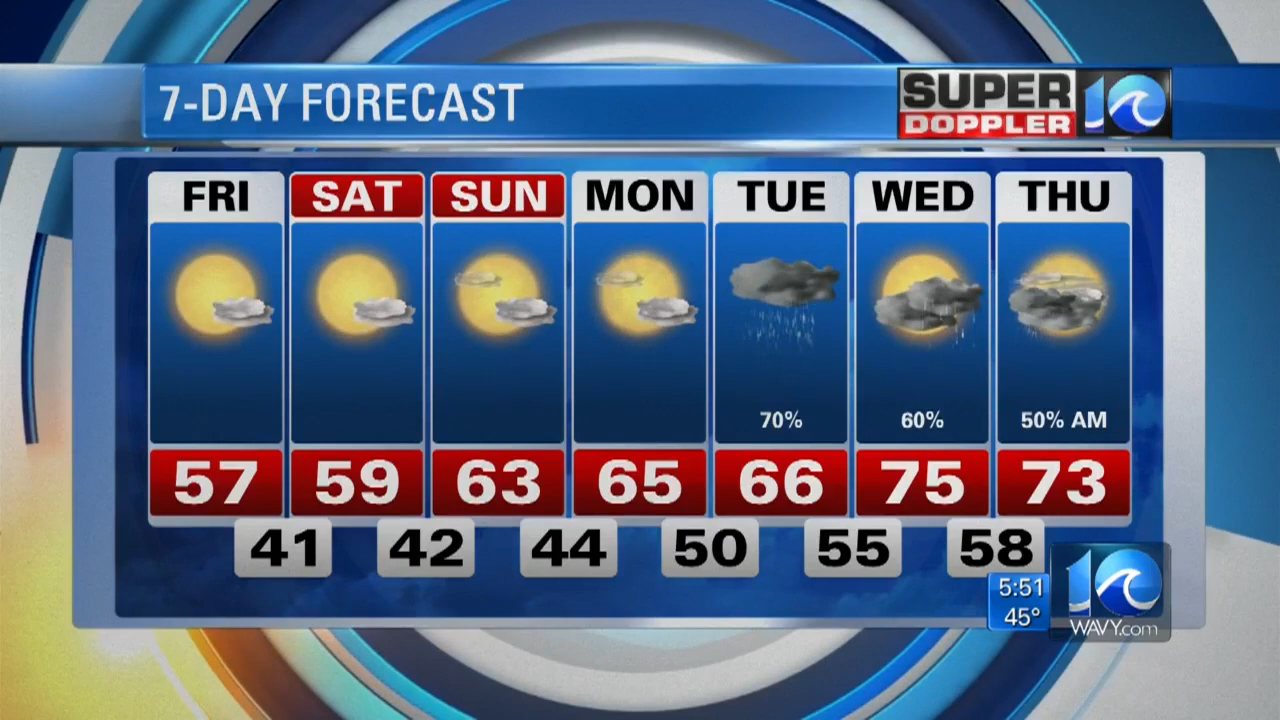 7-DAY FORECAST
SUPER
DOPPLER
10
FRI SAT SUN MON TUE WED THU
70% 60% 50% AM
57 59 63 65 66 75 73
41 42 44 50 55 58
5:51
45°
10
WAVY.com